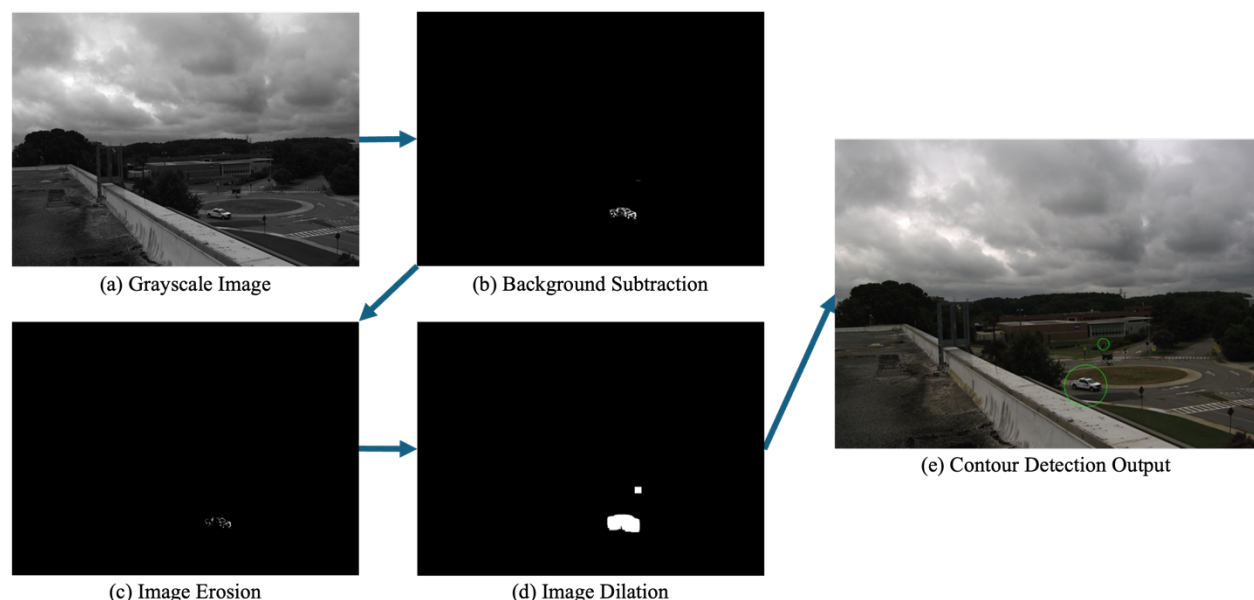 (a) Grayscale Image
(b) Background Subtraction
(c) Image Erosion
(d) Image Dilation
(e) Contour Detection Output